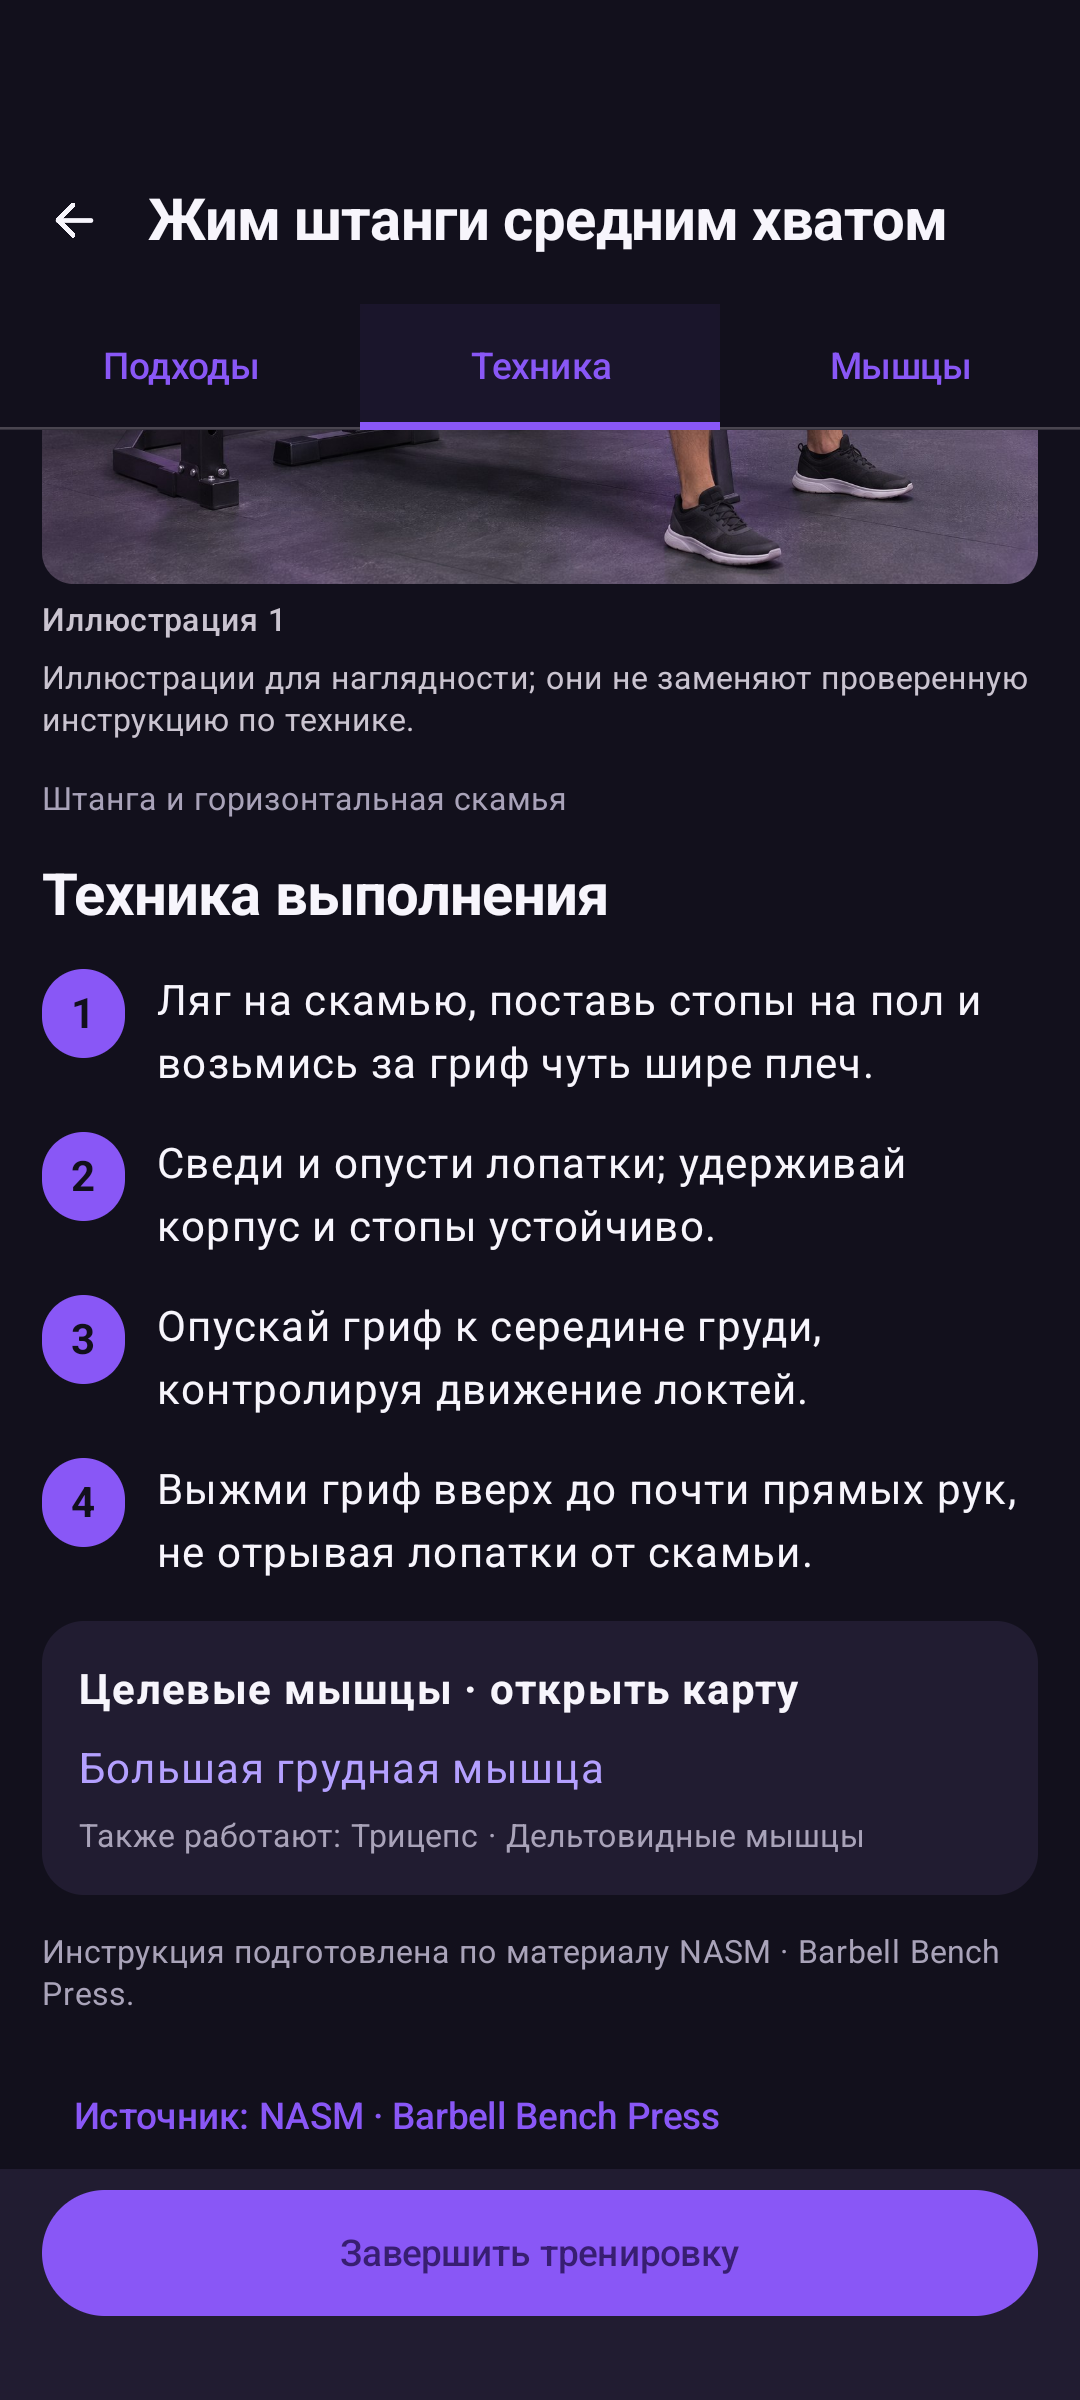 Жим штанги средним хватом
Подходы
Техника
Мышцы
Иллюстрация 1
Иллюстрации для наглядности; они не заменяют проверенную
инструкцию по технике.
Штанга и горизонтальная скамья
Техника выполнения
1
Ляг на скамью, поставь стопы на пол и
возьмись за гриф чуть шире плеч.
2
Сведи и опусти лопатки; удерживай
корпус и стопы устойчиво.
3
Опускай гриф к середине груди,
контролируя движение локтей.
4
Выжми гриф вверх до почти прямых рук,
не отрывая лопатки от скамьи.
Целевые мышцы · открыть карту
Большая грудная мышца
Также работают: Трицепс · Дельтовидные мышцы
Инструкция подготовлена по материалу NASM · Barbell Bench
Press.
Источник: NASM · Barbell Bench Press
Завершить тренировку